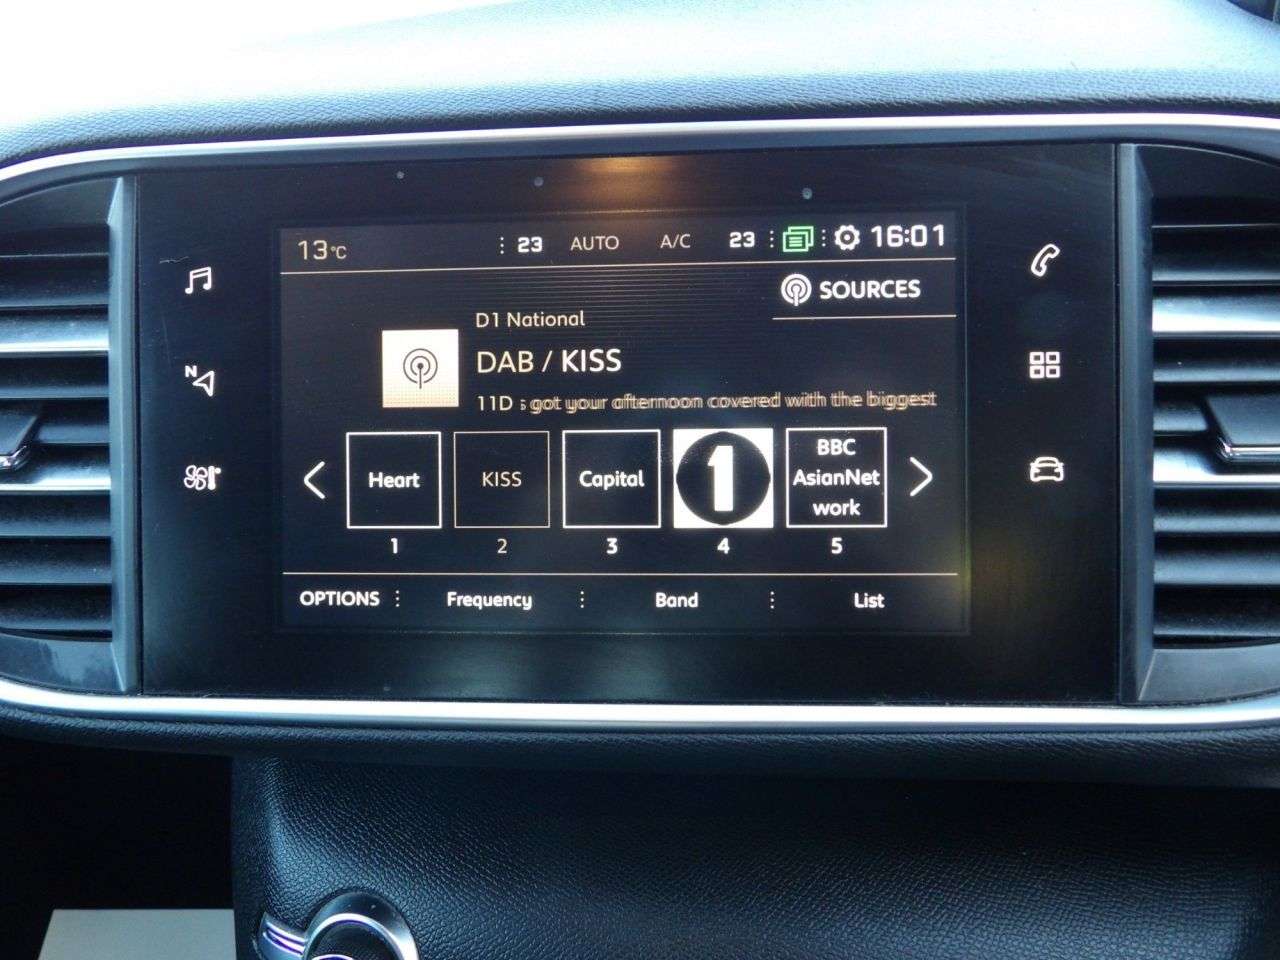 13°C 23 AUTO A/C 23 16:01
SOURCES
D1 National
DAB / KISS
11D s got your afternoon covered with the biggest
Heart
KISS
Capital
1
BBC
AsianNet
work
1 2 3 4 5
OPTIONS Frequency Band List
N